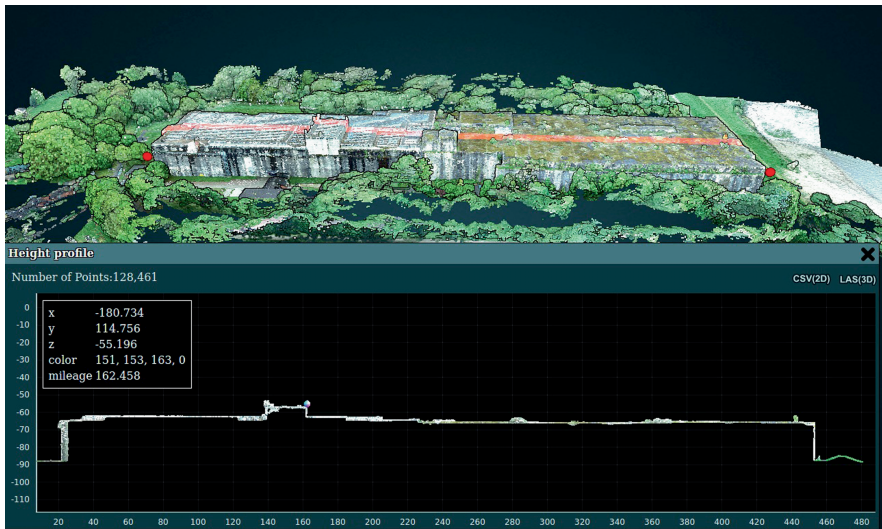 Height profile
Number of Points:128,461
CSV(2D) LAS(3D)
x -180.734
y 114.756
z -55.196
color 151, 153, 163, 0
mileage 162.458
0
-10
-20
-30
-40
-50
-60
-70
-80
-90
-100
-110
20 40 60 80 100 120 140 160 180 200 220 240 260 280 300 320 340 360 380 400 420 440 460 480